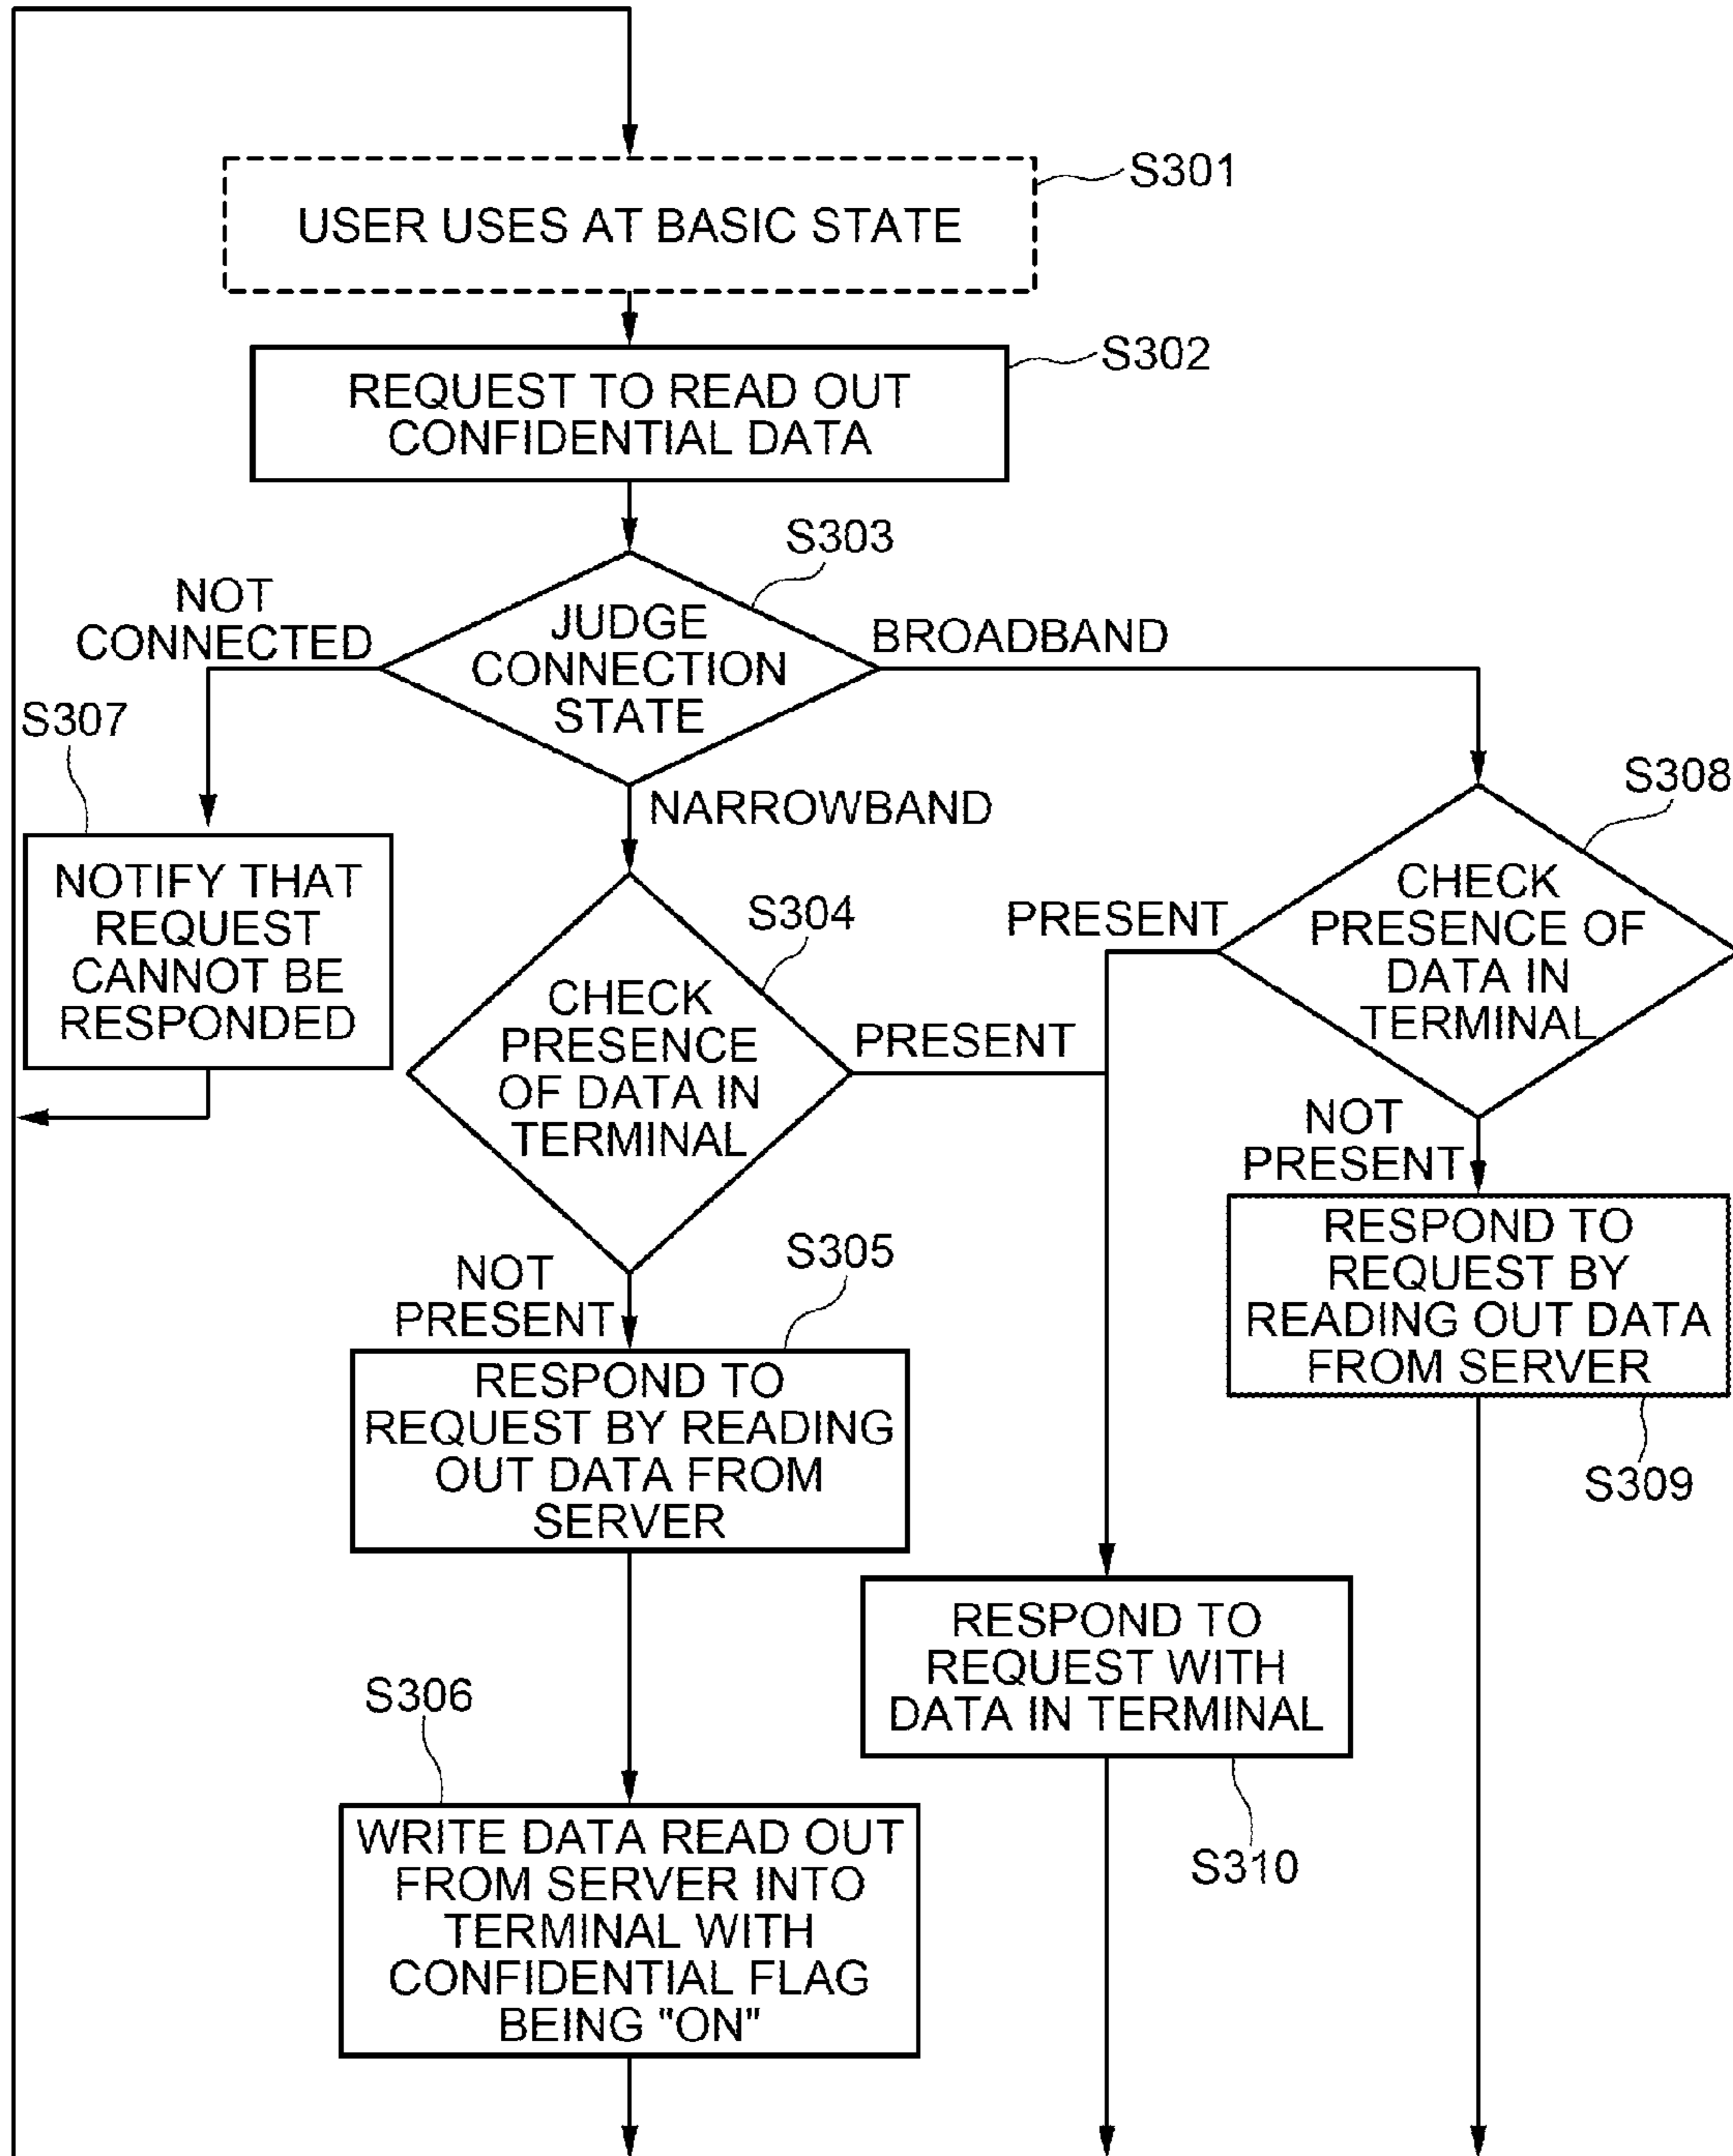 S301
USER USES AT BASIC STATE
S302
REQUEST TO READ OUT
CONFIDENTIAL DATA
S303
NOT
CONNECTED
JUDGE
CONNECTION
STATE
BROADBAND
S307
NARROWBAND
S308
NOTIFY THAT
REQUEST
CANNOT BE
RESPONDED
S304
CHECK
PRESENCE
OF DATA IN
TERMINAL
PRESENT
PRESENT
CHECK
PRESENCE OF
DATA IN
TERMINAL
NOT
PRESENT
S305
NOT
PRESENT
RESPOND TO
REQUEST BY
READING OUT DATA
FROM SERVER
S309
RESPOND TO
REQUEST BY READING
OUT DATA FROM
SERVER
RESPOND TO
REQUEST WITH
DATA IN TERMINAL
S310
S306
WRITE DATA READ OUT
FROM SERVER INTO
TERMINAL WITH
CONFIDENTIAL FLAG
BEING "ON"